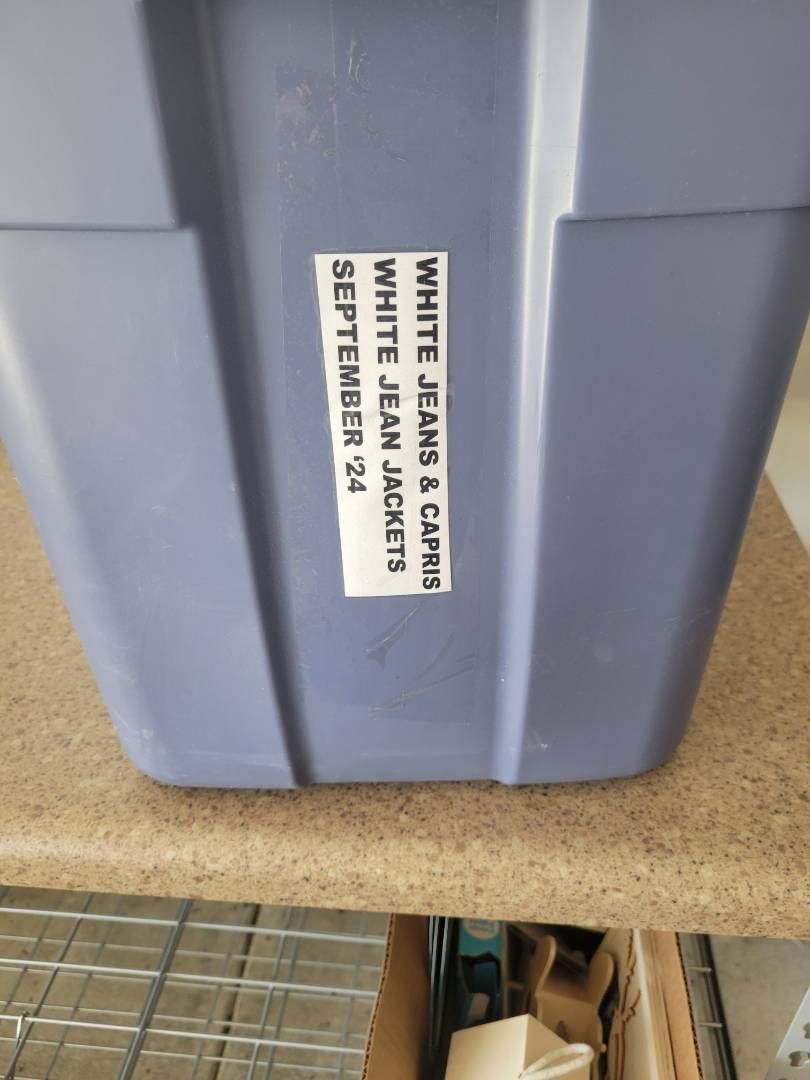 WHITE JEANS & CAPRIS
WHITE JEAN JACKETS
SEPTEMBER ‘24